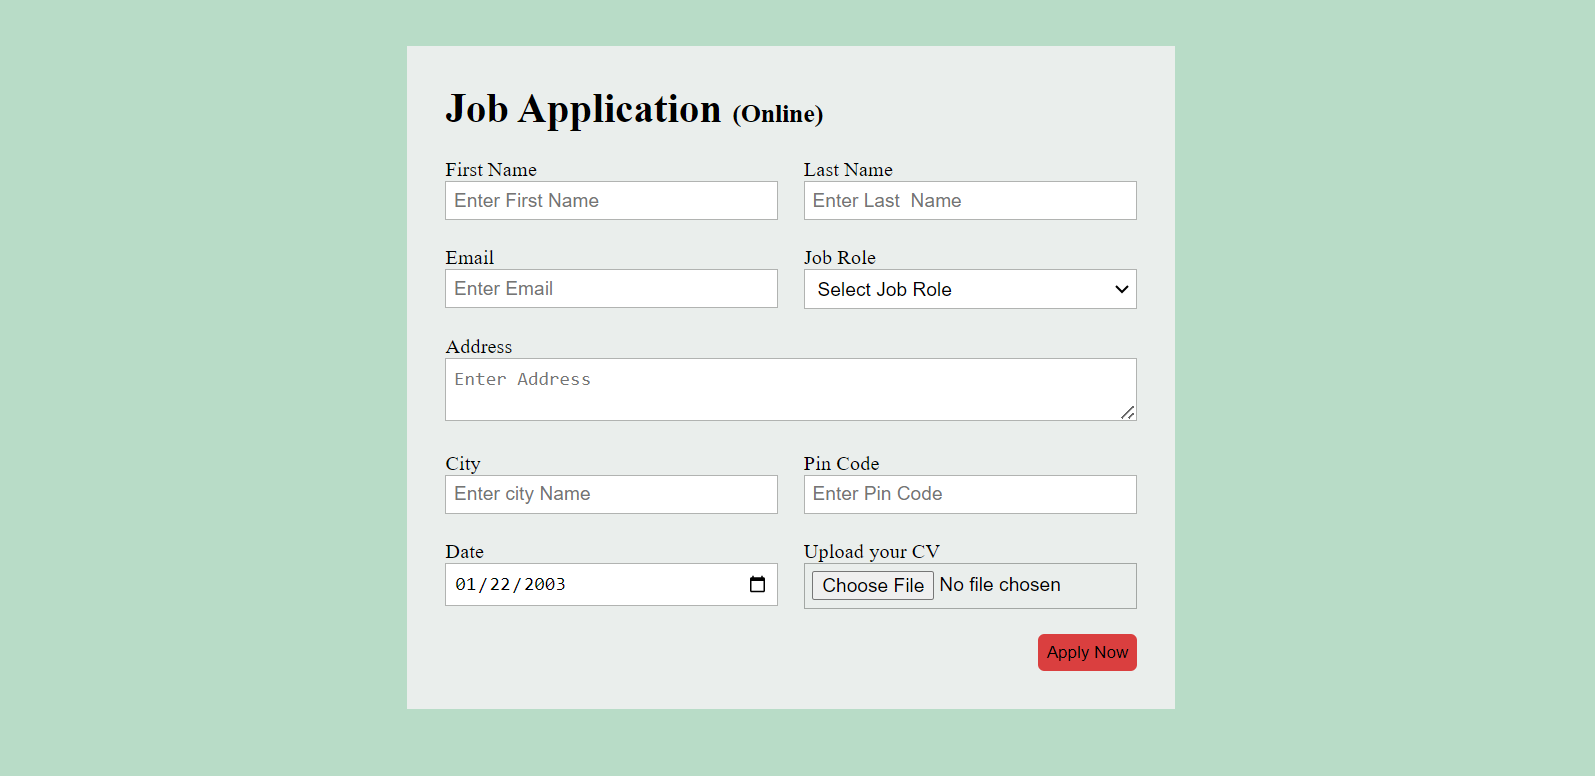 Job Application (Online)
First Name Last Name
Enter First Name Enter Last  Name
Email Job Role
Enter Email Select Job Role
Address
Enter Address
City Pin Code
Enter city Name Enter Pin Code
Date Upload your CV
01/22/2003 Choose File No file chosen
Apply Now